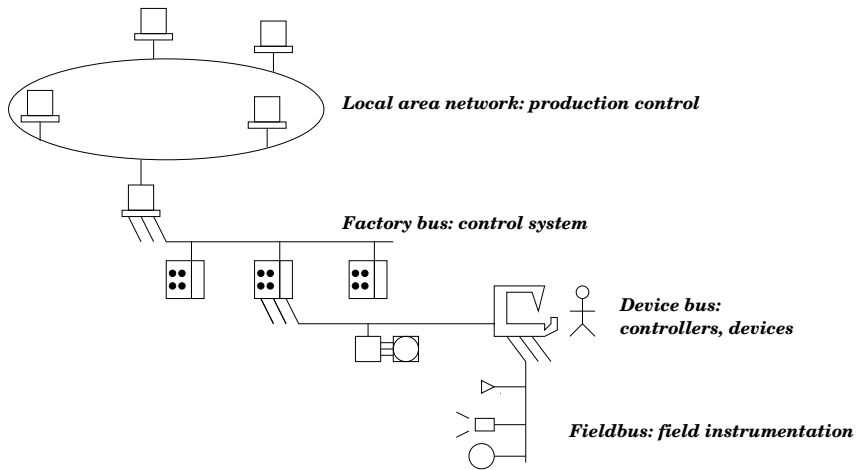 Local area network: production control
Factory bus: control system
Device bus:
controllers, devices
Fieldbus: field instrumentation